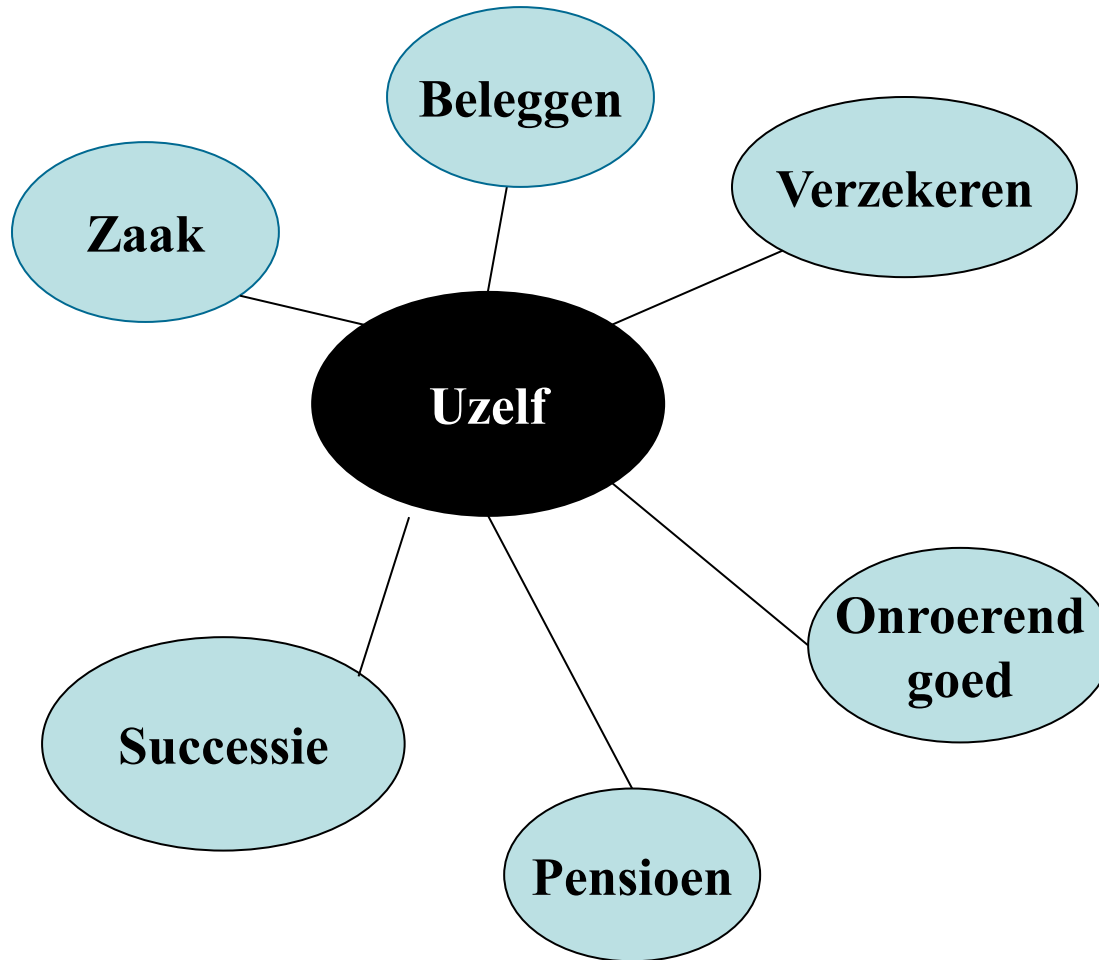 Beleggen
Verzekeren
Zaak
Uzelf
Onroerend
goed
Successie
Pensioen